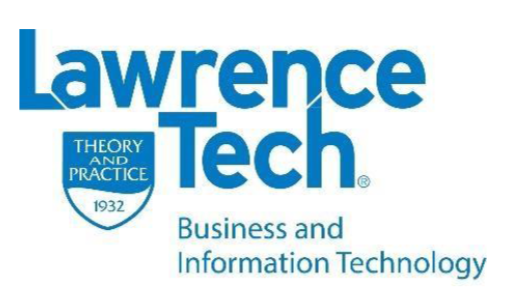 Lawrence
Tech®
THEORY
AND
PRACTICE
1932
Business and
Information Technology